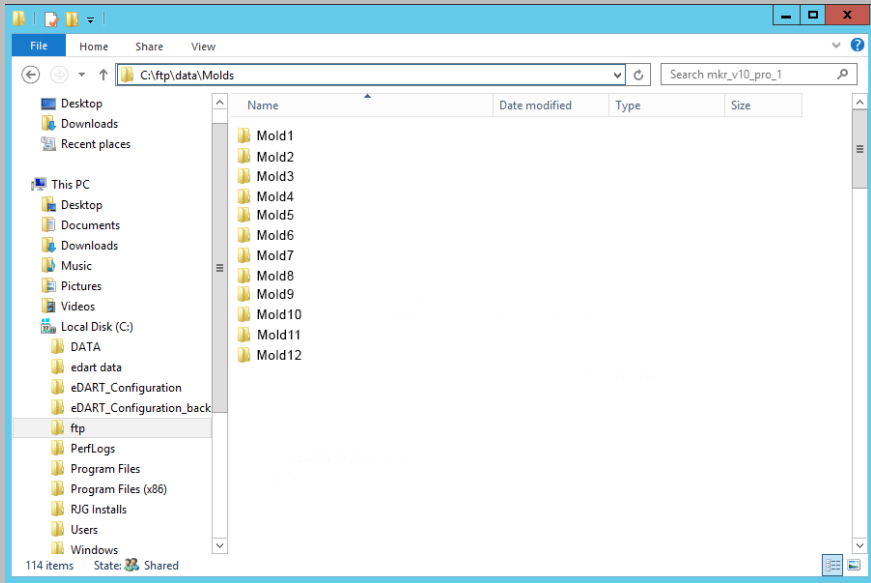 File Home Share View
C:\ftp\data\Molds Search mkr_v10_pro_1
Name Date modified Type Size
Desktop
Downloads
Recent places
This PC
Desktop
Documents
Downloads
Music
Pictures
Videos
Local Disk (C:)
DATA
edart data
eDART_Configuration
eDART_Configuration_back
ftp
PerfLogs
Program Files
Program Files (x86)
RJG Installs
Users
Windows
Mold1
Mold2
Mold3
Mold4
Mold5
Mold6
Mold7
Mold8
Mold9
Mold10
Mold11
Mold12
114 items State: Shared